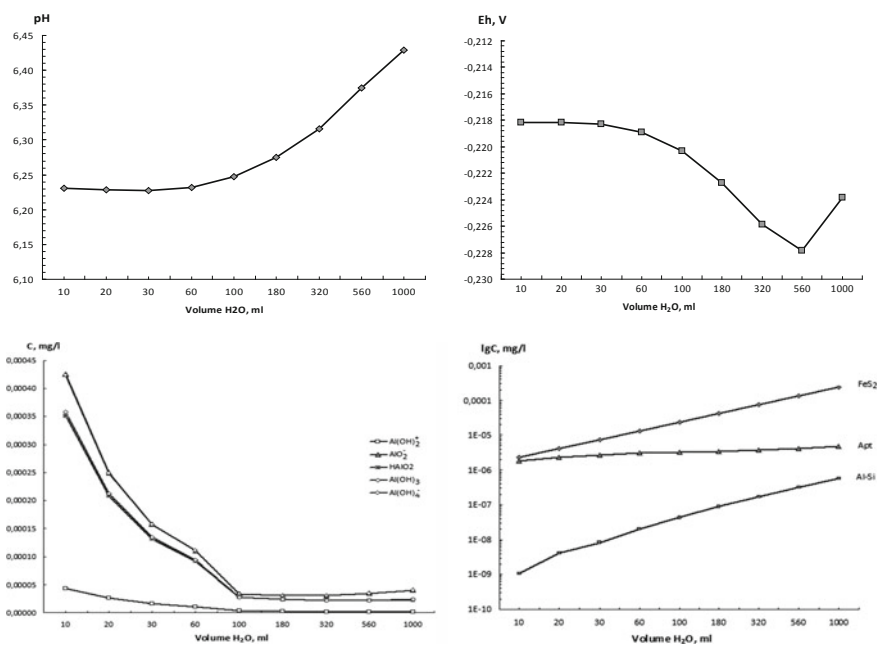 pH
6,45
6,35
6,30
6,20
6,15
6,10
10 20 30 60 100 180 320 560 1000
Volume H2O, ml
Eh, V
-0,212
-0,214
-0,216
-0,218
-0,220
-0,222
-0,224
-0,226
-0,228
-0,230
10 20 30 60 100 180 320 560 1000
Volume H₂O, ml
C, mg/l
0,00045
0,00040
0,00035
0,00030
0,00025
0,00020
0,00015
0,00010
0,00005
0,00000
Al(OH)₂⁺
AlO₂⁻
HAlO2
Al(OH)₃
Al(OH)₄⁻
10 20 30 60 100 180 320 560 1000
Volume H₂O, ml
lgC, mg/l
0,001
0,0001
1E-05
1E-06
1E-07
1E-08
1E-09
1E-10
FeS₂
Apt
Al-Si
10 20 30 60 100 180 320 560 1000
Volume H₂O, ml